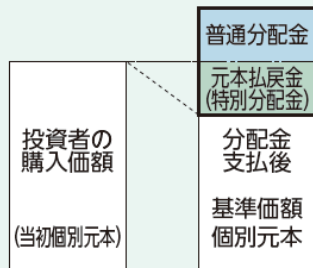 普通分配金
元本払戻金
(特別分配金)
投資者の
購入価額
(当初個別元本)
分配金
支払後
基準価額
個別元本